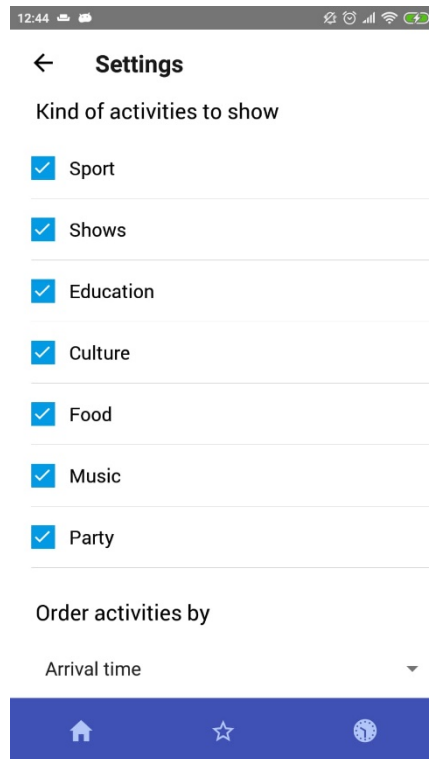 12:44
Settings
Kind of activities to show
Sport
Shows
Education
Culture
Food
Music
Party
Order activities by
Arrival time